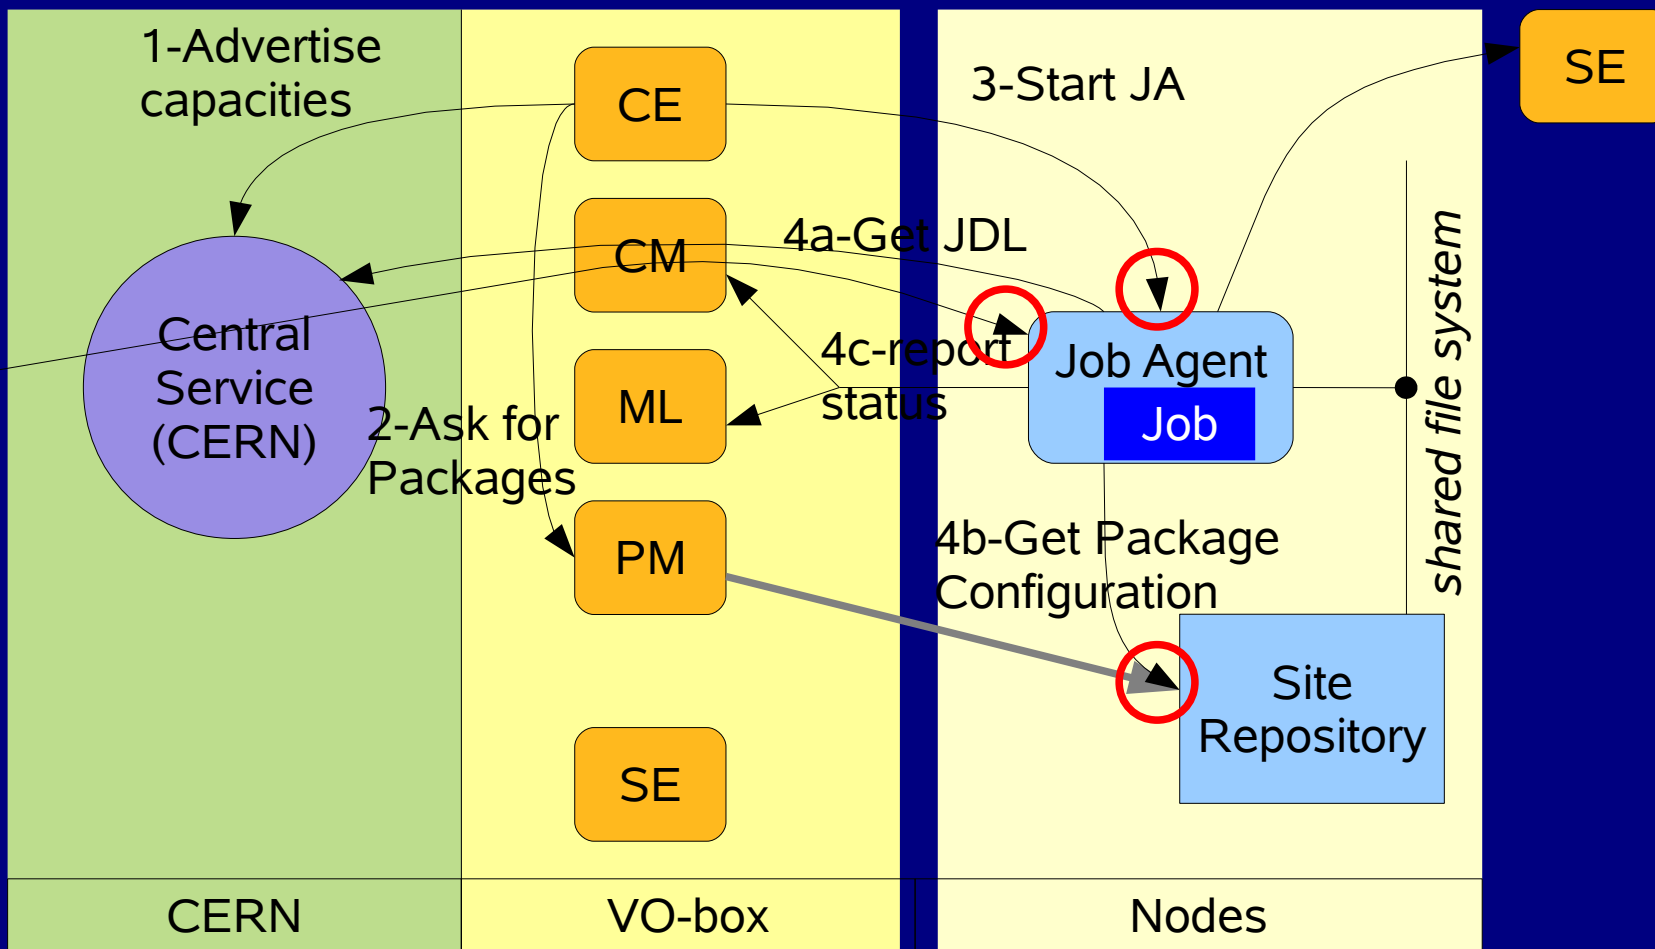 1-Advertise
capacities
CE
3-Start JA
SE
CM
4a-Get JDL
Central
Service
(CERN)
4c-report
status
Job Agent
Job
ML
2-Ask for
Packages
shared file system
PM
4b-Get Package
Configuration
Site
Repository
SE
CERN
VO-box
Nodes